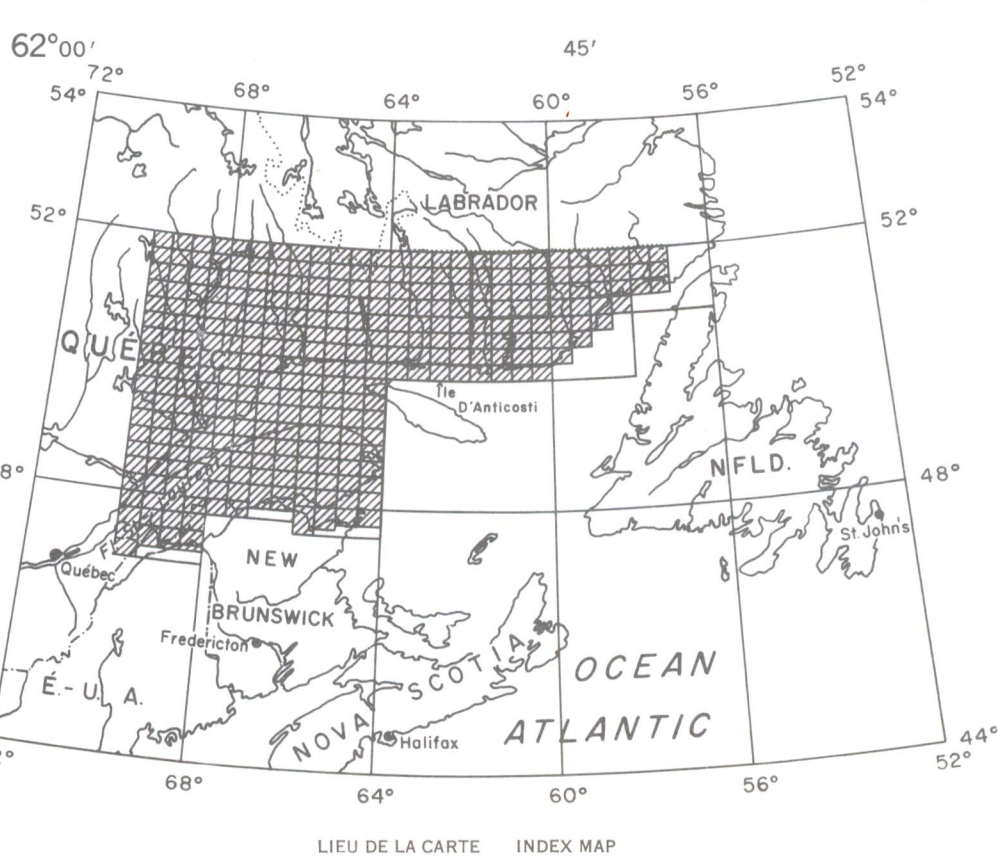 62°00′ 45′
72° 68° 64° 60° 56° 52°
54° 54°
LABRADOR
52° 52°
QUÉBEC
Île
D'Anticosti
NFLD.
8° 48°
St. John's
NEW
Québec
BRUNSWICK
Fredericton
SCOTIA
OCEAN
É.-U. A.
ATLANTIC
NOVA
Halifax
44°
52°
68° 64° 60° 56°
LIEU DE LA CARTE INDEX MAP